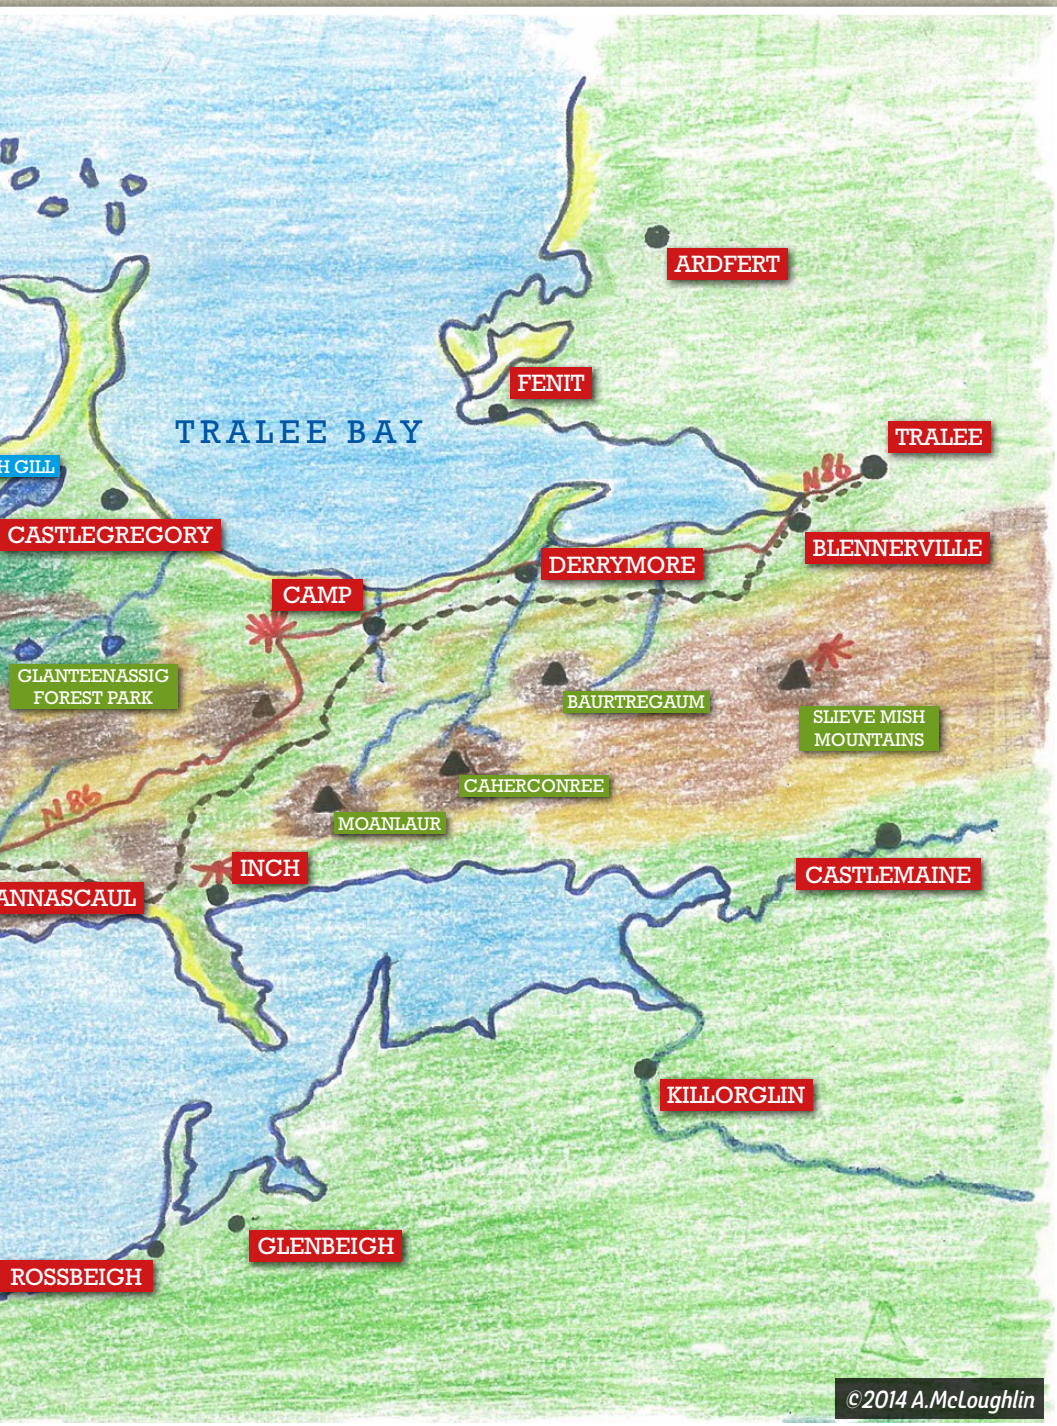 ARDFERT
FENIT
TRALEE BAY
TRALEE
N86
H GILL
CASTLEGREGORY
BLENNERVILLE
DERRYMORE
CAMP
GLANTEENASSIG
FOREST PARK
BAURTREGAUM
SLIEVE MISH
MOUNTAINS
CAHERCONREE
N86
MOANLAUR
INCH
CASTLEMAINE
ANNASCAUL
KILLORGLIN
GLENBEIGH
ROSSBEIGH
©2014 A.McLoughlin